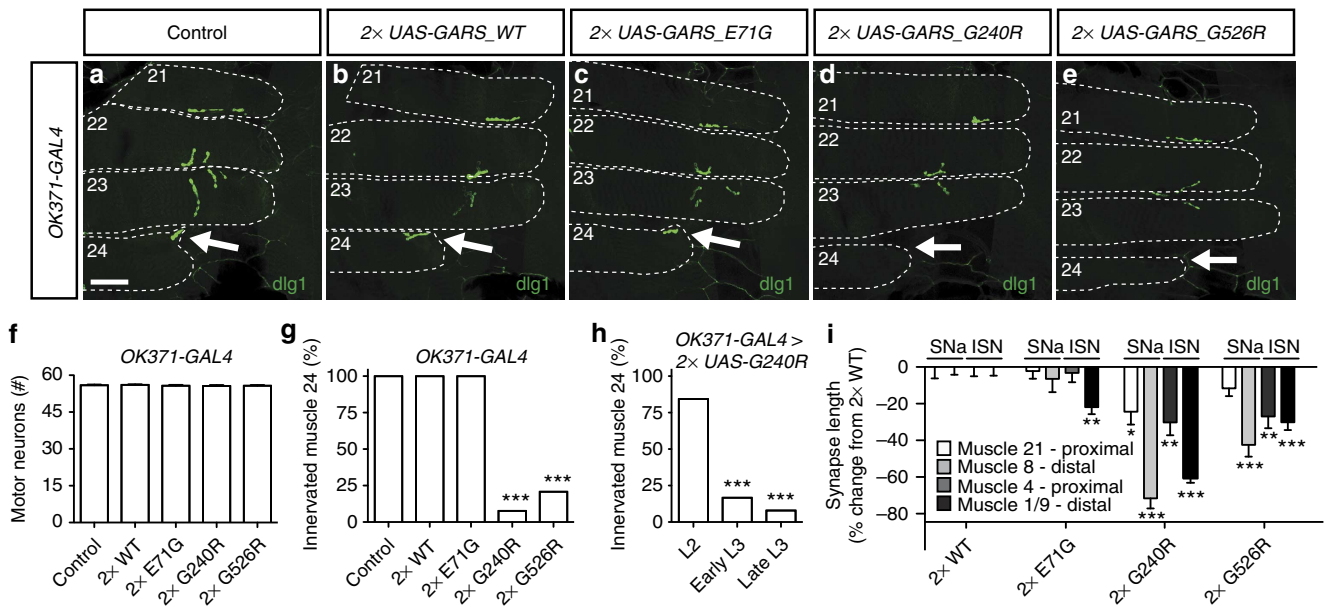 Control
2× UAS-GARS_WT
2× UAS-GARS_E71G
2× UAS-GARS_G240R
2× UAS-GARS_G526R
OK371-GAL4
a
21
22
23
24
dlg1
b
21
22
23
24
dlg1
c
21
22
23
24
dlg1
d
21
22
23
24
dlg1
e
21
22
23
24
dlg1
f
OK371-GAL4
Motor neurons (#)
60
45
30
15
0
Control
2× WT
2× E71G
2× G240R
2× G526R
g
OK371-GAL4
Innervated muscle 24 (%)
100
75
50
25
0
***
***
Control
2× WT
2× E71G
2× G240R
2× G526R
h
OK371-GAL4 >
2× UAS-G240R
Innervated muscle 24 (%)
100
75
50
25
0
***
***
L2
Early L3
Late L3
i
SNa ISN
SNa ISN
SNa ISN
SNa ISN
Synapse length
(% change from 2× WT)
0
−20
−40
−60
−80
**
*
***
**
***
***
**
***
Muscle 21 - proximal
Muscle 8 - distal
Muscle 4 - proximal
Muscle 1/9 - distal
2× WT
2× E71G
2× G240R
2× G526R